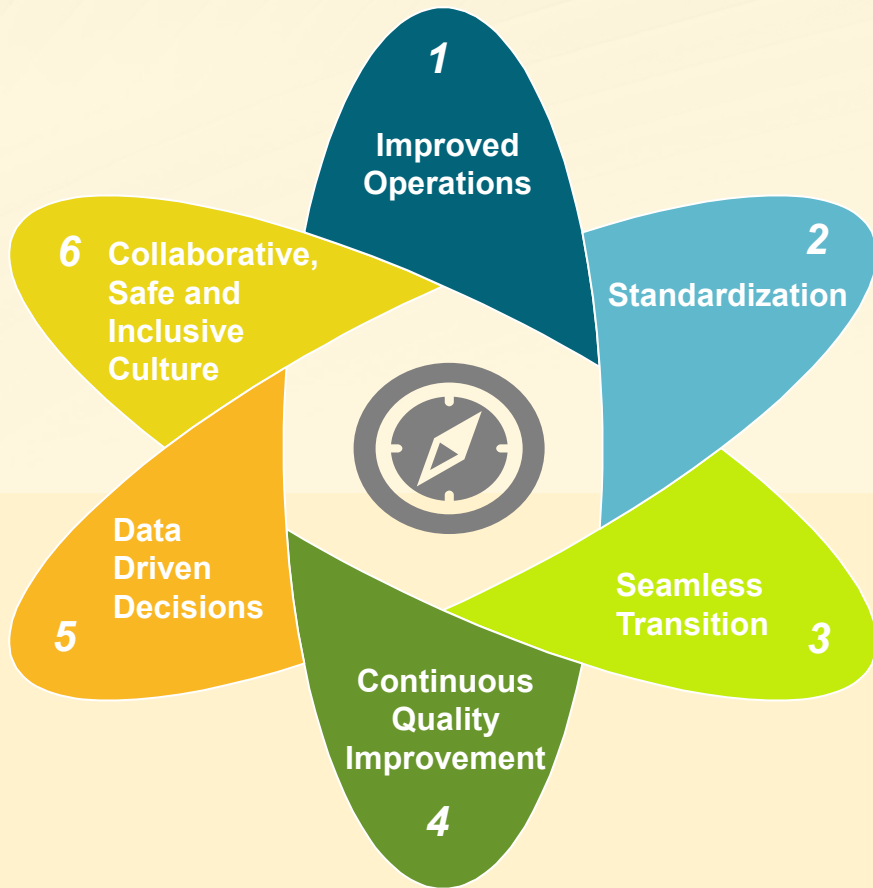 1
Improved
Operations
2
Standardization
3
Seamless
Transition
4
Continuous
Quality
Improvement
5
Data
Driven
Decisions
6
Collaborative,
Safe and
Inclusive
Culture